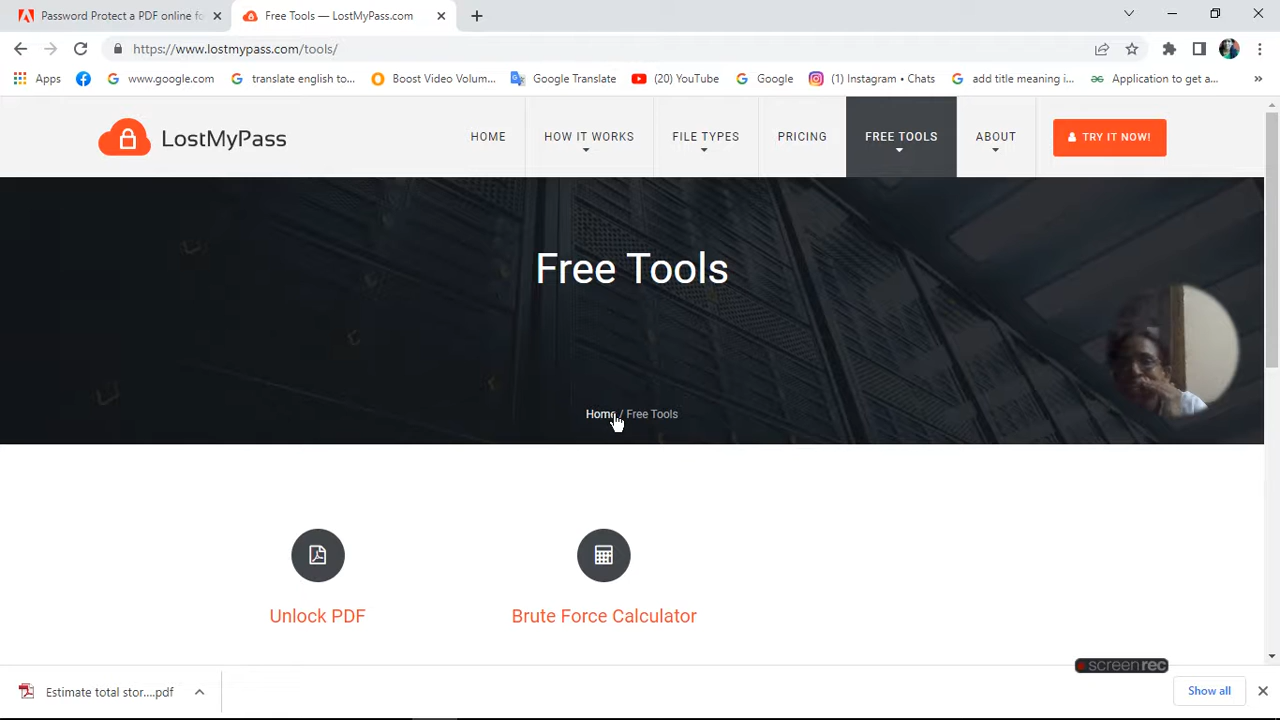 Password Protect a PDF online fo
Free Tools — LostMyPass.com
https://www.lostmypass.com/tools/
Apps
www.google.com
translate english to...
Boost Video Volum...
Google Translate
(20) YouTube
Google
(1) Instagram • Chats
add title meaning i...
Application to get a...
»
LostMyPass
HOME
HOW IT WORKS
FILE TYPES
PRICING
FREE TOOLS
ABOUT
TRY IT NOW!
Free Tools
Home / Free Tools
Unlock PDF
Brute Force Calculator
screenrec
Estimate total stor....pdf
Show all